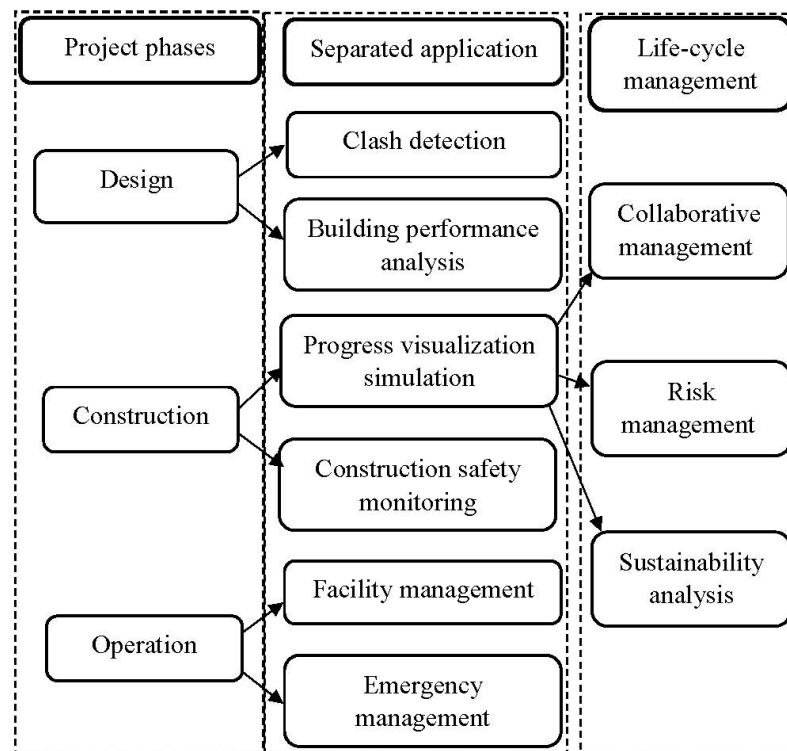 Project phases
Separated application
Life-cycle
management
Design
Clash detection
Building performance
analysis
Collaborative
management
Construction
Progress visualization
simulation
Construction safety
monitoring
Risk
management
Operation
Facility management
Emergency
management
Sustainability
analysis